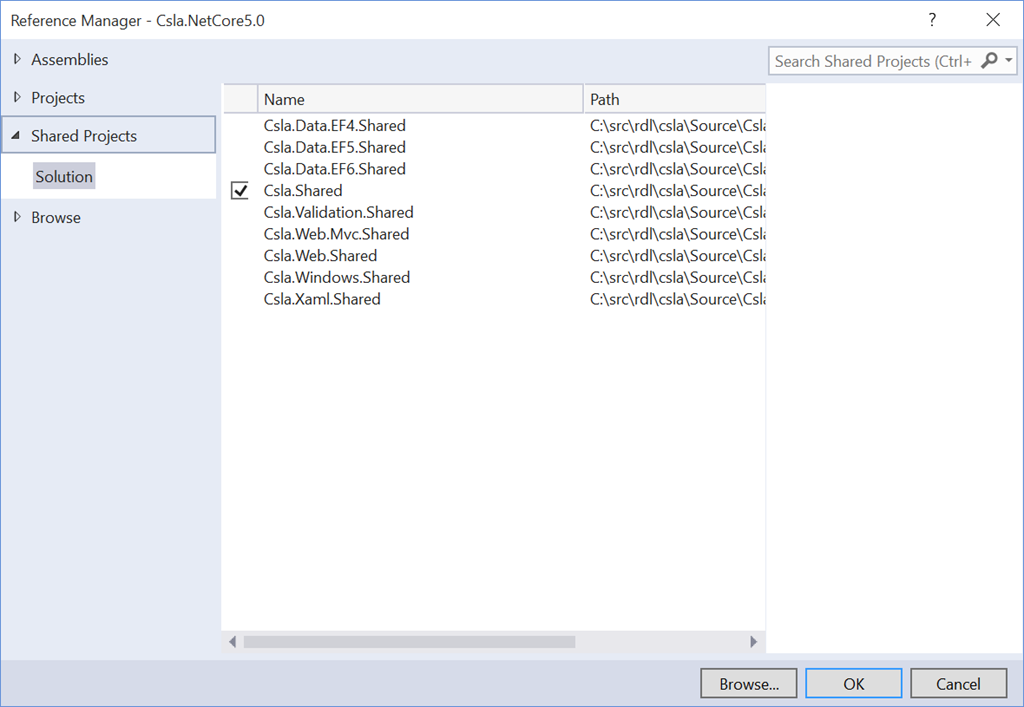 Reference Manager - Csla.NetCore5.0 ?
Assemblies
Search Shared Projects (Ctrl+
Projects
Shared Projects
Solution
Browse
Name Path
Csla.Data.EF4.Shared C:\src\rdl\csla\Source\Csla
Csla.Data.EF5.Shared C:\src\rdl\csla\Source\Csla
Csla.Data.EF6.Shared C:\src\rdl\csla\Source\Csla
Csla.Shared C:\src\rdl\csla\Source\Csla
Csla.Validation.Shared C:\src\rdl\csla\Source\Csla
Csla.Web.Mvc.Shared C:\src\rdl\csla\Source\Csla
Csla.Web.Shared C:\src\rdl\csla\Source\Csla
Csla.Windows.Shared C:\src\rdl\csla\Source\Csla
Csla.Xaml.Shared C:\src\rdl\csla\Source\Csla
Browse... OK Cancel